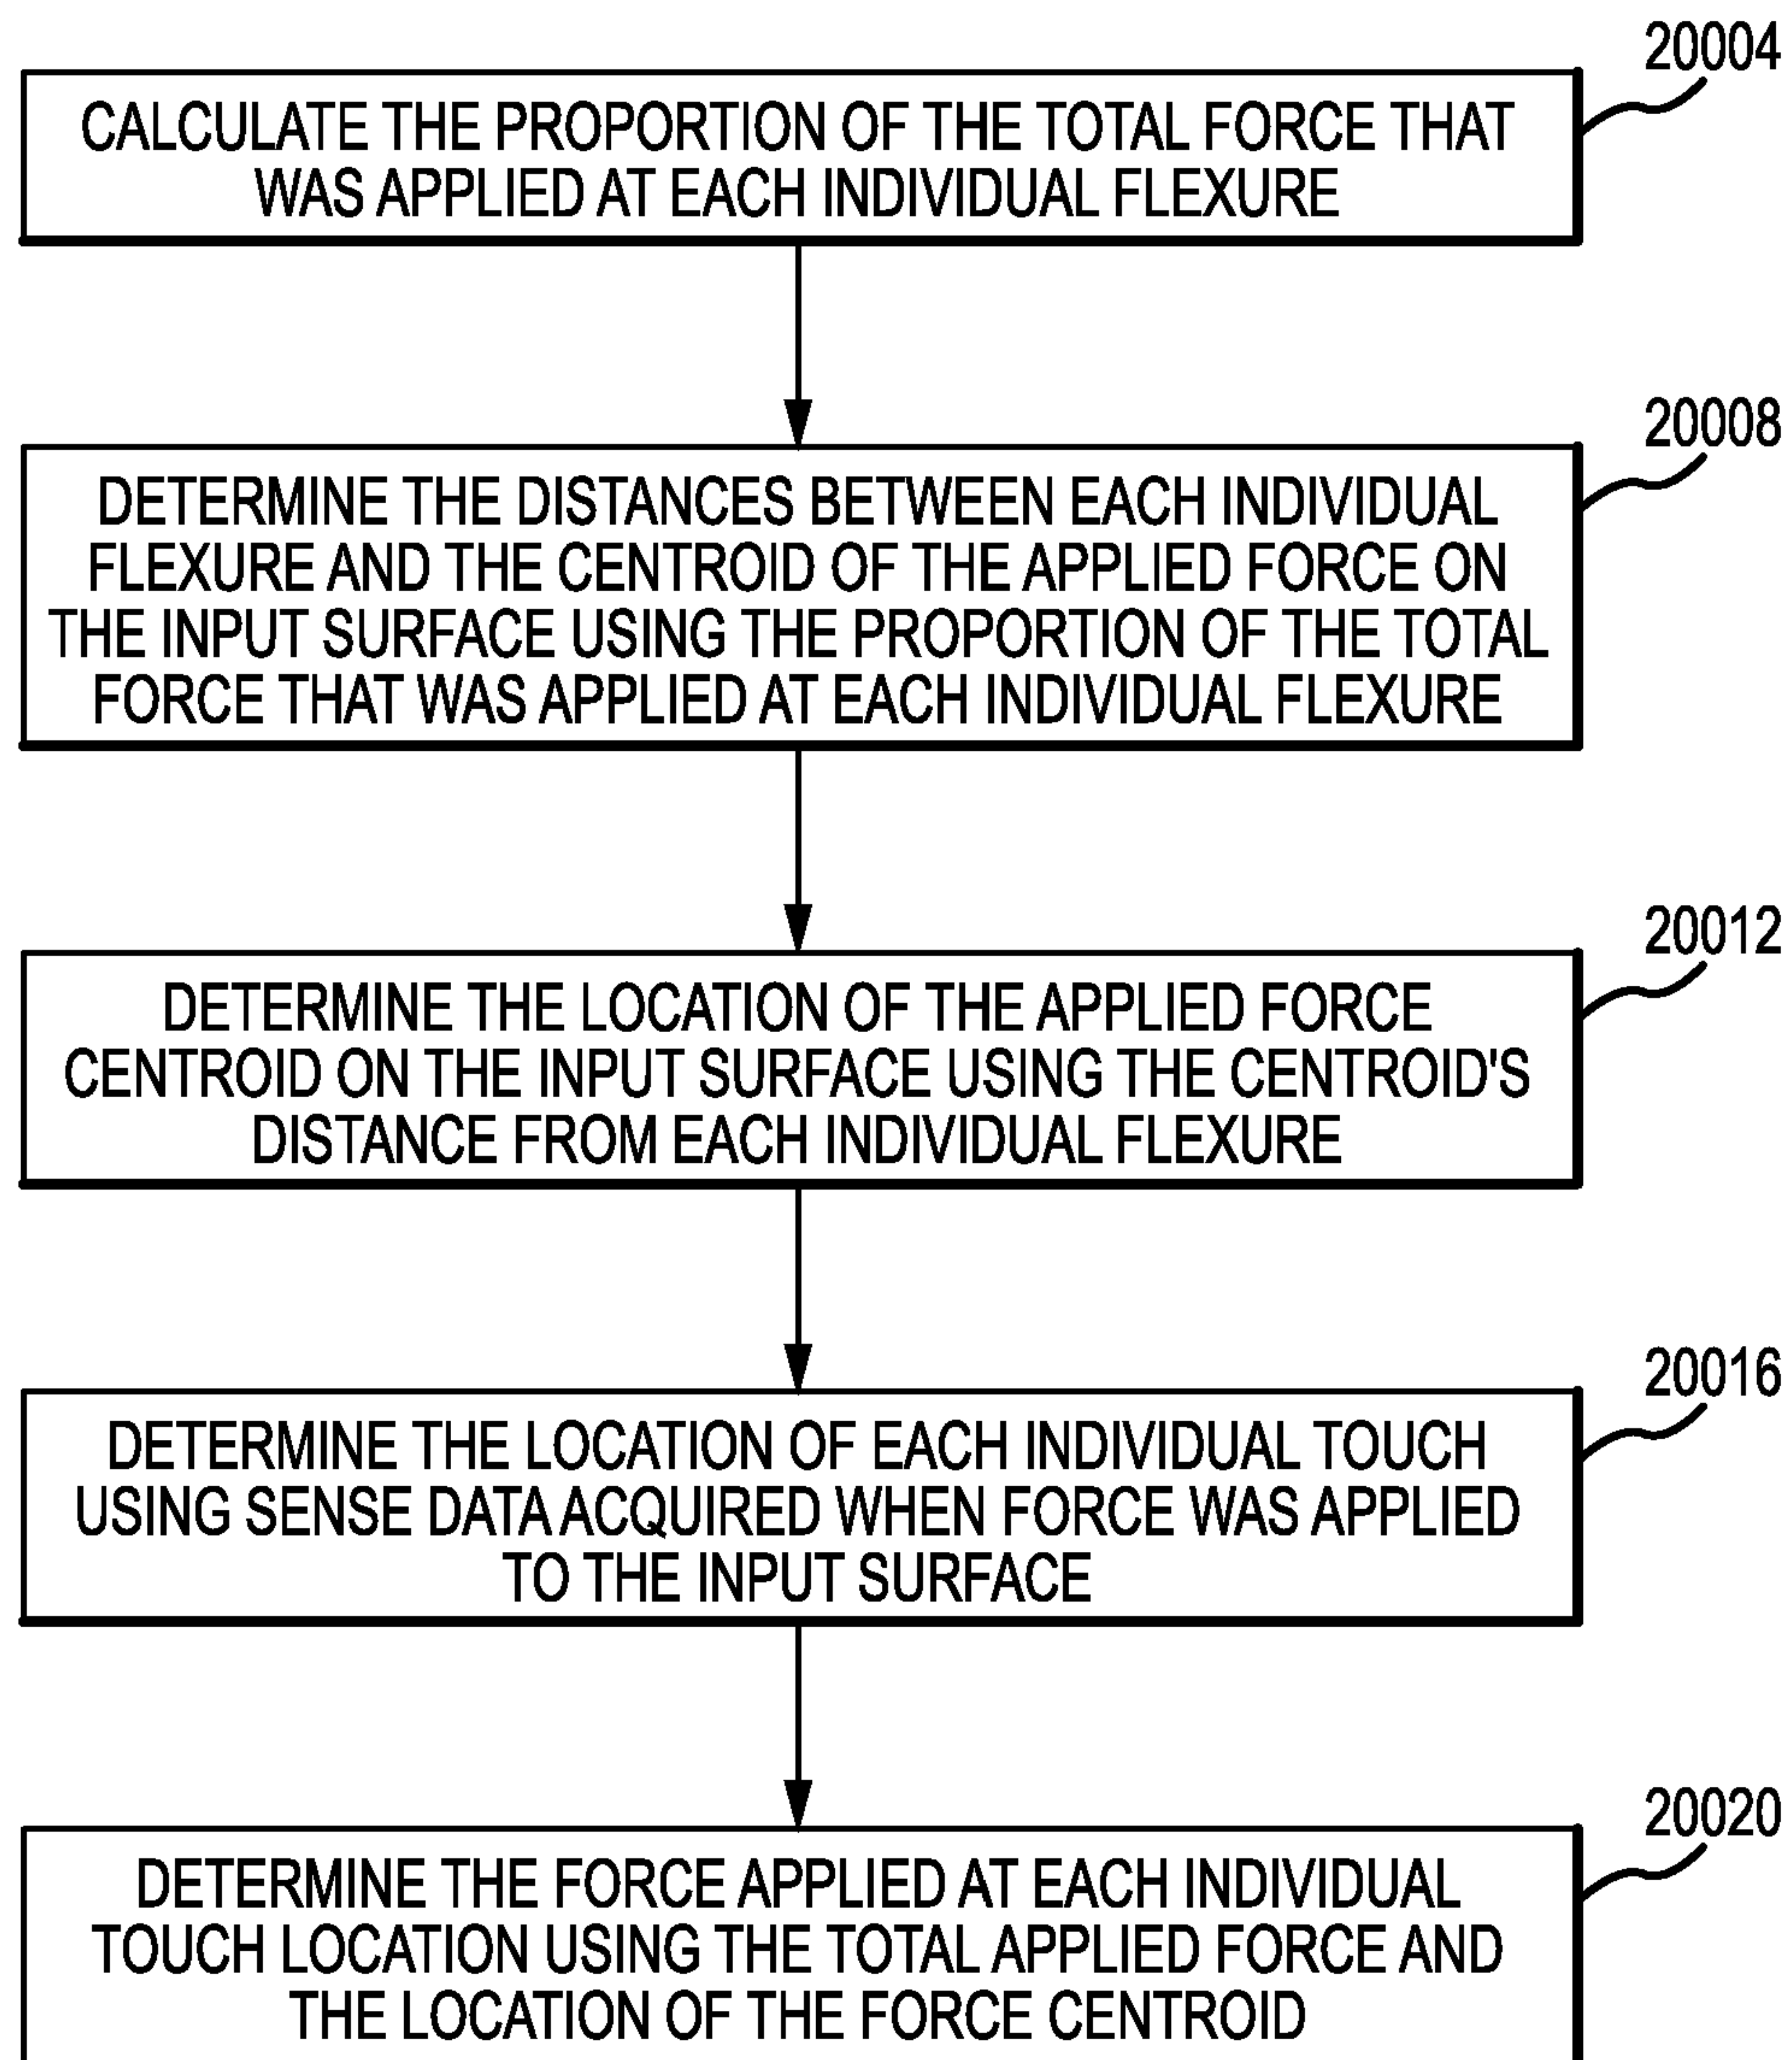 20004
CALCULATE THE PROPORTION OF THE TOTAL FORCE THAT
WAS APPLIED AT EACH INDIVIDUAL FLEXURE
20008
DETERMINE THE DISTANCES BETWEEN EACH INDIVIDUAL
FLEXURE AND THE CENTROID OF THE APPLIED FORCE ON
THE INPUT SURFACE USING THE PROPORTION OF THE TOTAL
FORCE THAT WAS APPLIED AT EACH INDIVIDUAL FLEXURE
20012
DETERMINE THE LOCATION OF THE APPLIED FORCE
CENTROID ON THE INPUT SURFACE USING THE CENTROID'S
DISTANCE FROM EACH INDIVIDUAL FLEXURE
20016
DETERMINE THE LOCATION OF EACH INDIVIDUAL TOUCH
USING SENSE DATA ACQUIRED WHEN FORCE WAS APPLIED
TO THE INPUT SURFACE
20020
DETERMINE THE FORCE APPLIED AT EACH INDIVIDUAL
TOUCH LOCATION USING THE TOTAL APPLIED FORCE AND
THE LOCATION OF THE FORCE CENTROID